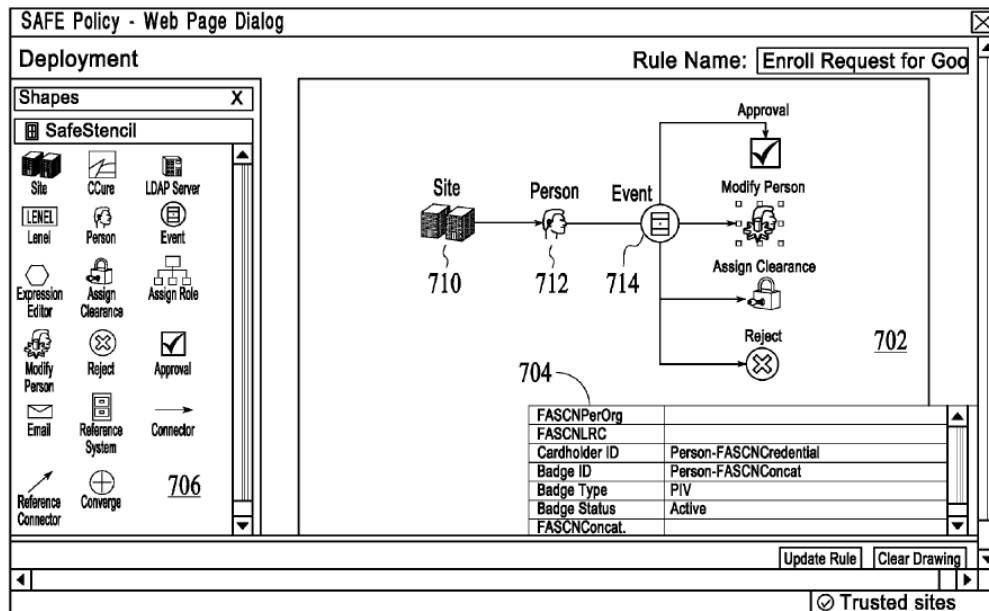 SAFE Policy - Web Page Dialog
Deployment
Rule Name: Enroll Request for Goo
Shapes X
SafeStencil
Site CCure LDAP Server
LENEL
Lenel Person Event
Expression Editor
Assign Clearance
Assign Role
Modify Person
Reject
Approval
Email
Reference System
Connector
Reference Connector
Converge
706
Site
710
Person
712
Event
714
Approval
Modify Person
Assign Clearance
Reject
702
704
FASCNPerOrg
FASCNLRC
Cardholder ID Person-FASCNCredential
Badge ID Person-FASCNConcat
Badge Type PIV
Badge Status Active
FASCNConcat.
Update Rule Clear Drawing
Trusted sites